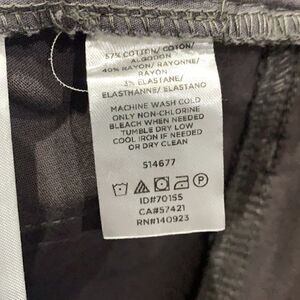 57% COTTON/ COTON/
ALGODON
40% RAYON/ RAYONNE/
RAYON
3% ELASTANE/
ELASTHANNE/ ELASTANO
MACHINE WASH COLD
ONLY NON-CHLORINE
BLEACH WHEN NEEDED
TUMBLE DRY LOW
COOL IRON IF NEEDED
OR DRY CLEAN
514677
P
ID#70155
CA#57421
RN#140923